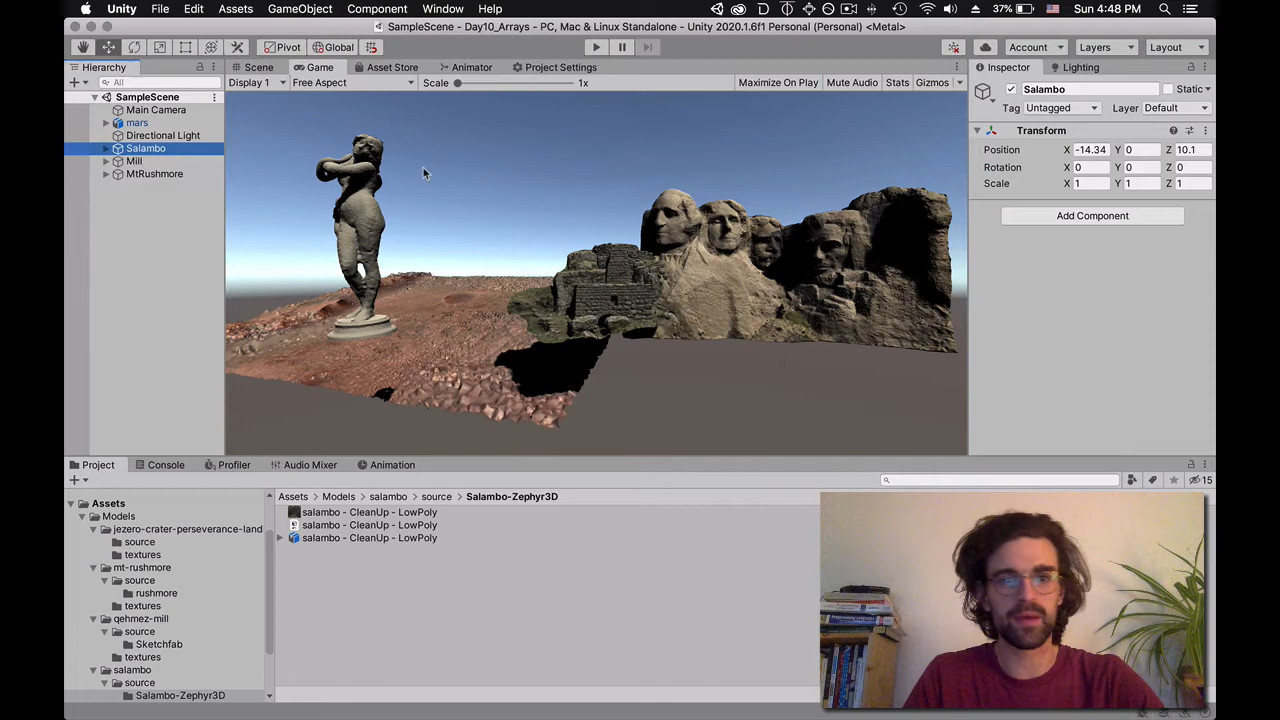 Unity File Edit Assets GameObject Component Window Help 37% Sun 4:48 PM
SampleScene - Day10_Arrays - PC, Mac & Linux Standalone - Unity 2020.1.6f1 Personal (Personal) <Metal>
Pivot Global Account Layers Layout
Hierarchy Scene Game Asset Store Animator Project Settings Inspector Lighting
All Display 1 Free Aspect Scale 1x Maximize On Play Mute Audio Stats Gizmos
Salambo Static
SampleScene
Tag Untagged Layer Default
Main Camera
mars
Transform
Directional Light
Salambo
Position X -14.34 Y 0 Z 10.1
Mill
Rotation X 0 Y 0 Z 0
MtRushmore
Scale X 1 Y 1 Z 1
Add Component
Project Console Profiler Audio Mixer Animation
15
Assets
Models
jezero-crater-perseverance-land
source
textures
mt-rushmore
source
rushmore
textures
qehmez-mill
source
Sketchfab
textures
salambo
source
Salambo-Zephyr3D
Assets Models salambo source Salambo-Zephyr3D
salambo - CleanUp - LowPoly
salambo - CleanUp - LowPoly
salambo - CleanUp - LowPoly